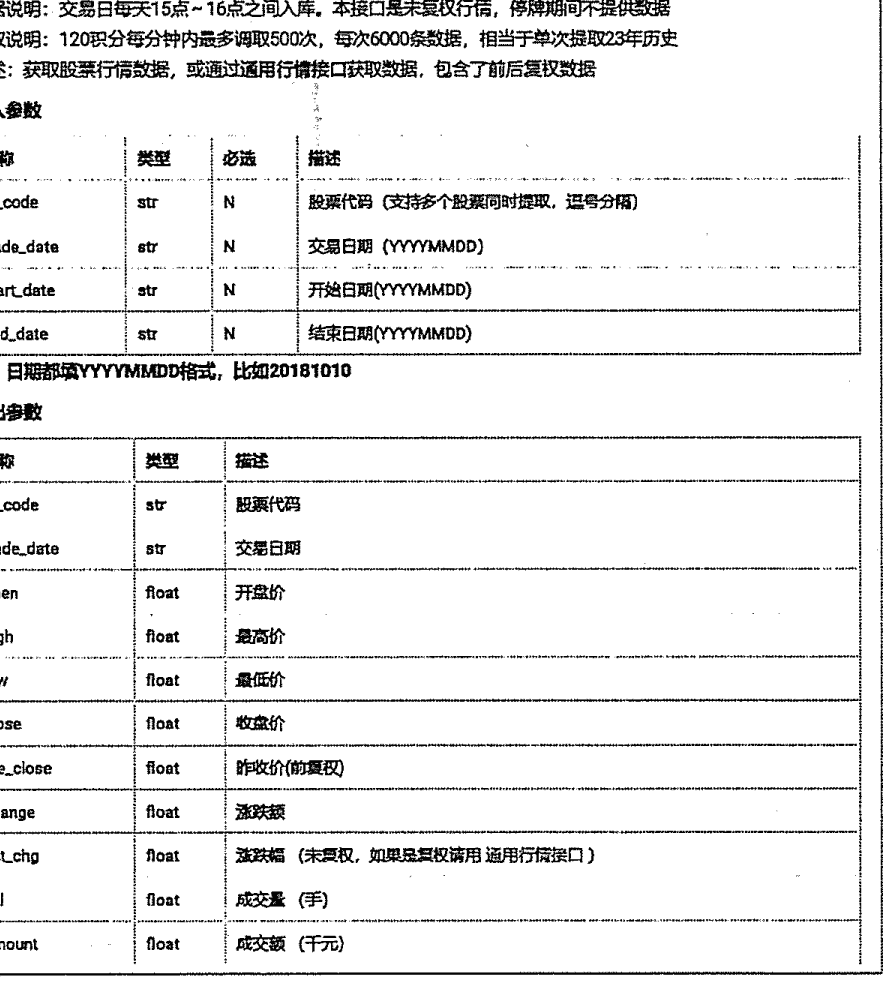 据说明：交易日每天15点～16点之间入库。本接口是未复权行情，停牌期间不提供数据
权说明：120积分每分钟内最多调取500次，每次6000条数据，相当于单次提取23年历史
述：获取股票行情数据，或通过通用行情接口获取数据，包含了前后复权数据
入参数
称 类型 必选 描述
_code str N 股票代码（支持多个股票同时提取，逗号分隔）
ade_date str N 交易日期（YYYYMMDD）
art_date str N 开始日期(YYYYMMDD)
d_date str N 结束日期(YYYYMMDD)
日期都填YYYYMMDD格式，比如20181010
出参数
称 类型 描述
_code str 股票代码
ade_date str 交易日期
en float 开盘价
gh float 最高价
w float 最低价
ose float 收盘价
e_close float 昨收价(前复权)
ange float 涨跌额
t_chg float 涨跌幅（未复权，如果是复权请用 通用行情接口）
l float 成交量（手）
mount float 成交额（千元）